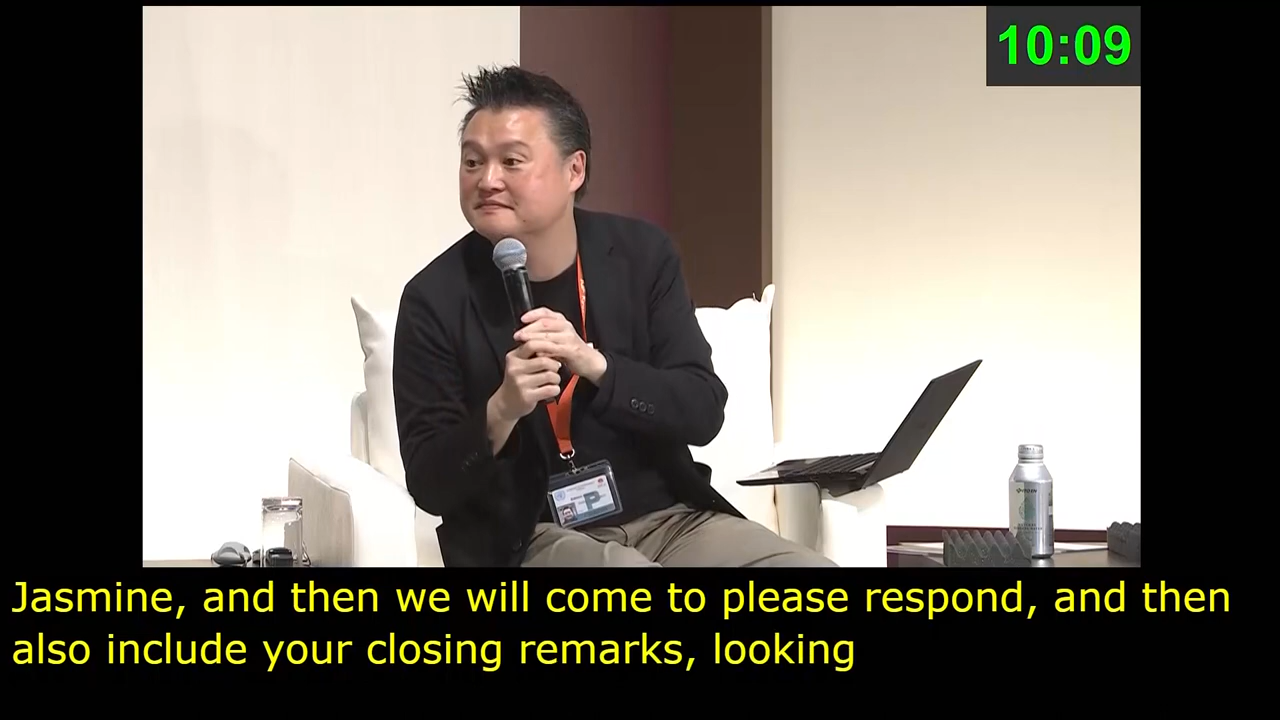 10:09
P
Jasmine, and then we will come to please respond, and then
also include your closing remarks, looking